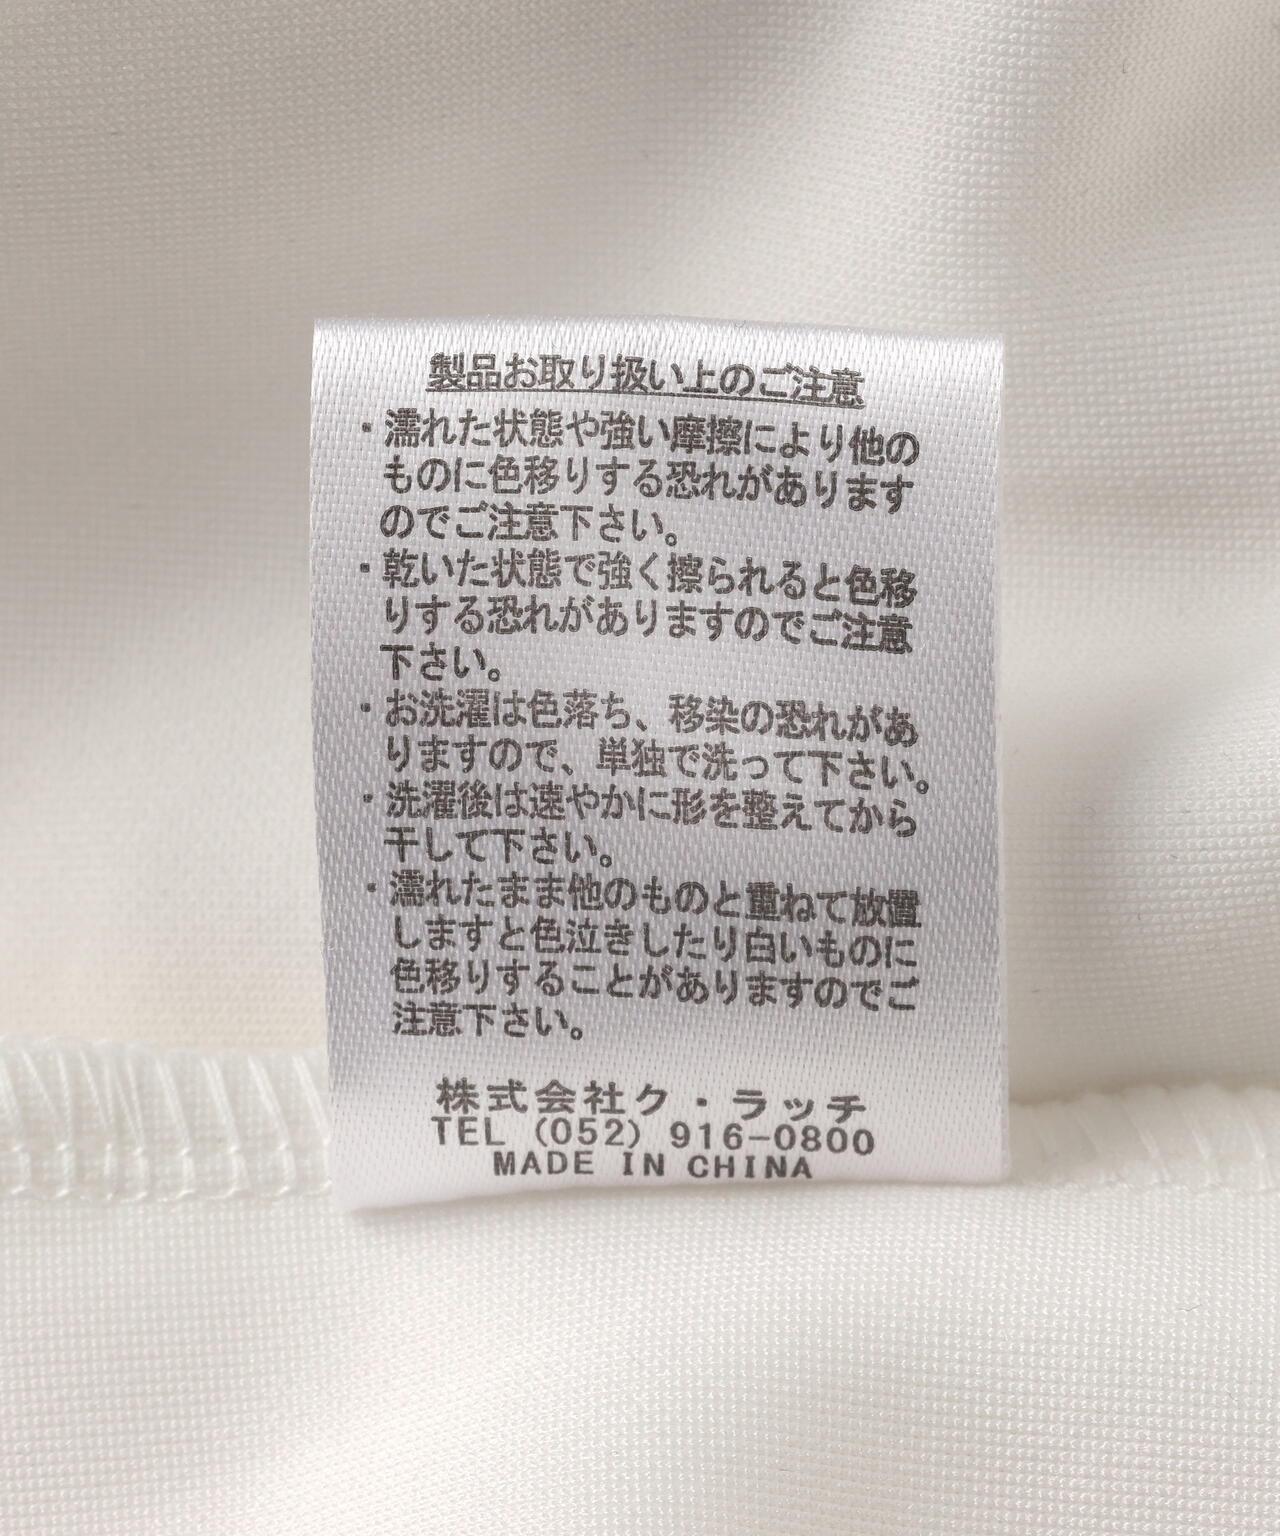 製品お取り扱い上のご注意
・濡れた状態や強い摩擦により他の
ものに色移りする恐れがあります
のでご注意下さい。
・乾いた状態で強く擦られると色移
りする恐れがありますのでご注意
下さい。
・お洗濯は色落ち、移染の恐れがあ
りますので、単独で洗って下さい。
・洗濯後は速やかに形を整えてから
干して下さい。
・濡れたまま他のものと重ねて放置
しますと色泣きしたり白いものに
色移りすることがありますのでご
注意下さい。
株式会社ク・ラッチ
TEL (052) 916-0800
MADE IN CHINA